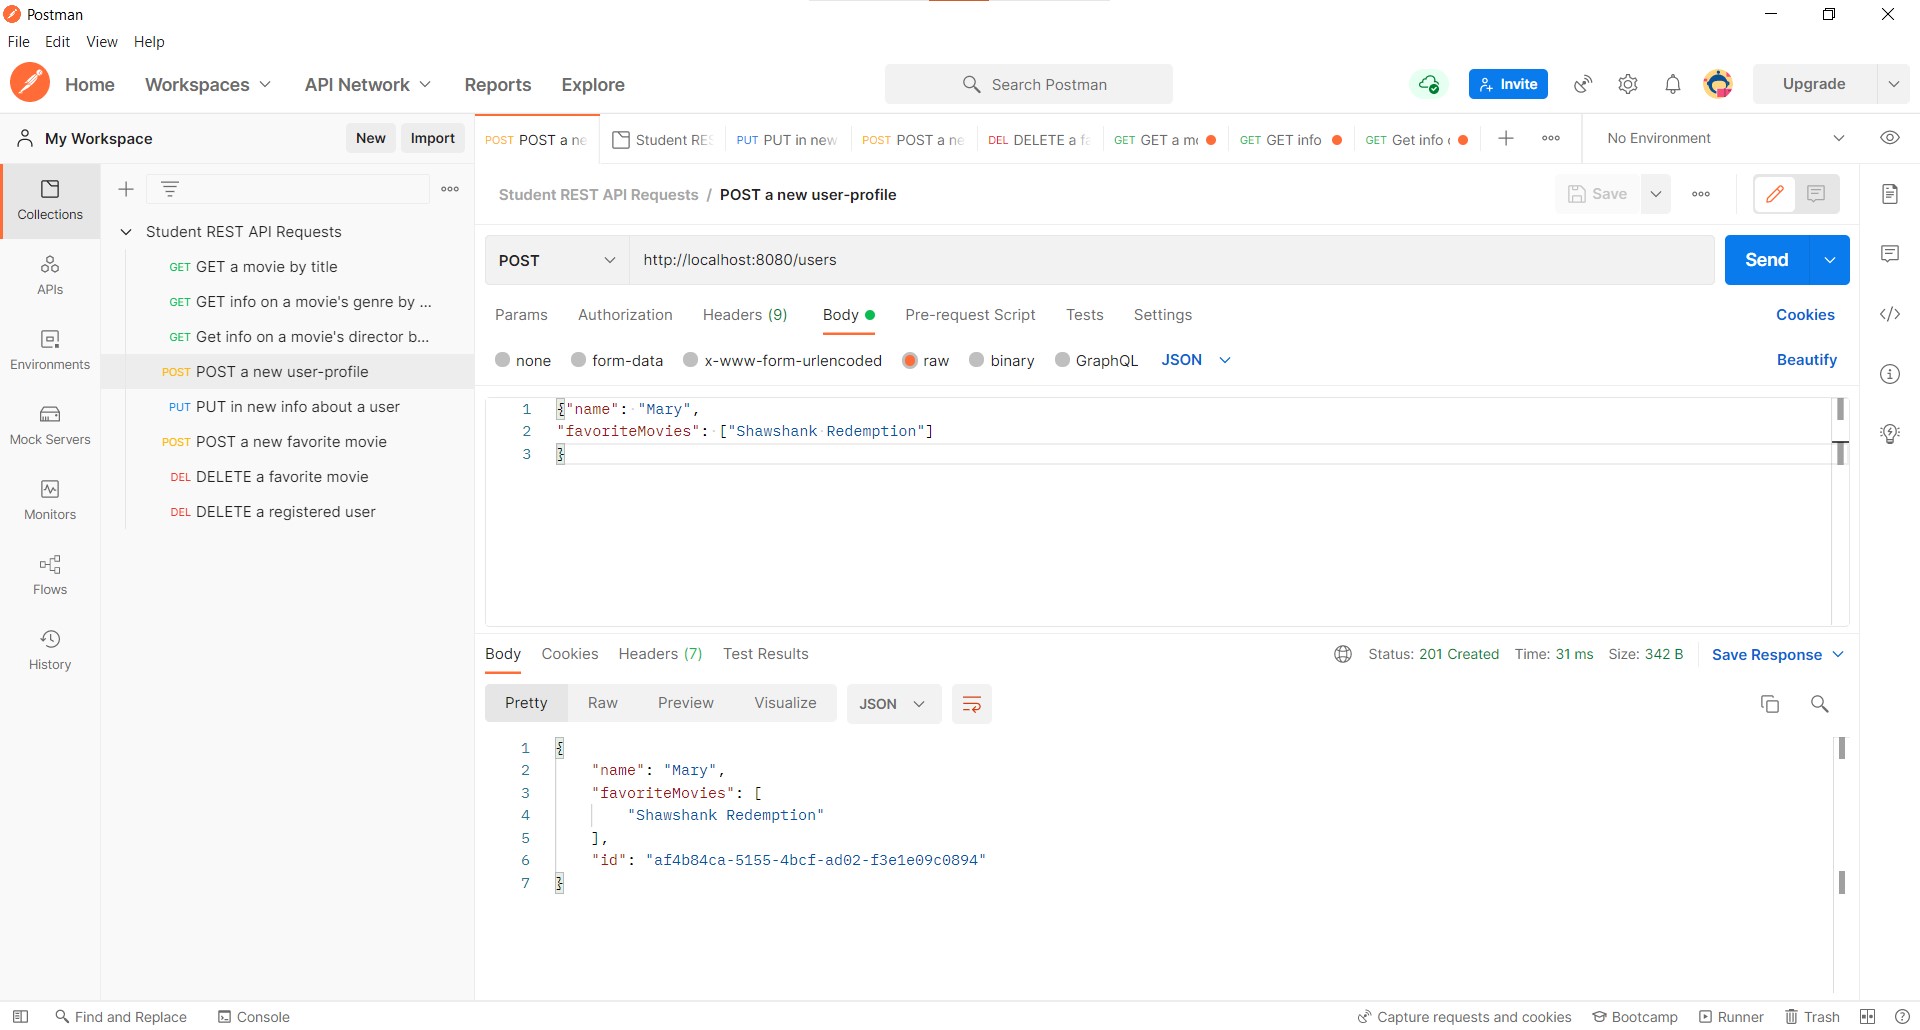 Postman
File Edit View Help
Home Workspaces API Network Reports Explore Search Postman Invite Upgrade
My Workspace New Import
POST POST a ne Student RES PUT PUT in new POST POST a ne DEL DELETE a fa GET GET a mo GET GET info GET Get info No Environment
Collections
APIs
Environments
Mock Servers
Monitors
Flows
History
Student REST API Requests
GET GET a movie by title
GET GET info on a movie's genre by ...
GET Get info on a movie's director b...
POST POST a new user-profile
PUT PUT in new info about a user
POST POST a new favorite movie
DEL DELETE a favorite movie
DEL DELETE a registered user
Student REST API Requests / POST a new user-profile Save
POST http://localhost:8080/users Send
Params Authorization Headers (9) Body Pre-request Script Tests Settings Cookies
none form-data x-www-form-urlencoded raw binary GraphQL JSON Beautify
1 {"name": "Mary",
2 "favoriteMovies": ["Shawshank Redemption"]
3 }
Body Cookies Headers (7) Test Results Status: 201 Created Time: 31 ms Size: 342 B Save Response
Pretty Raw Preview Visualize JSON
1 {
2 "name": "Mary",
3 "favoriteMovies": [
4 "Shawshank Redemption"
5 ],
6 "id": "af4b84ca-5155-4bcf-ad02-f3e1e09c0894"
7 }
Find and Replace Console Capture requests and cookies Bootcamp Runner Trash